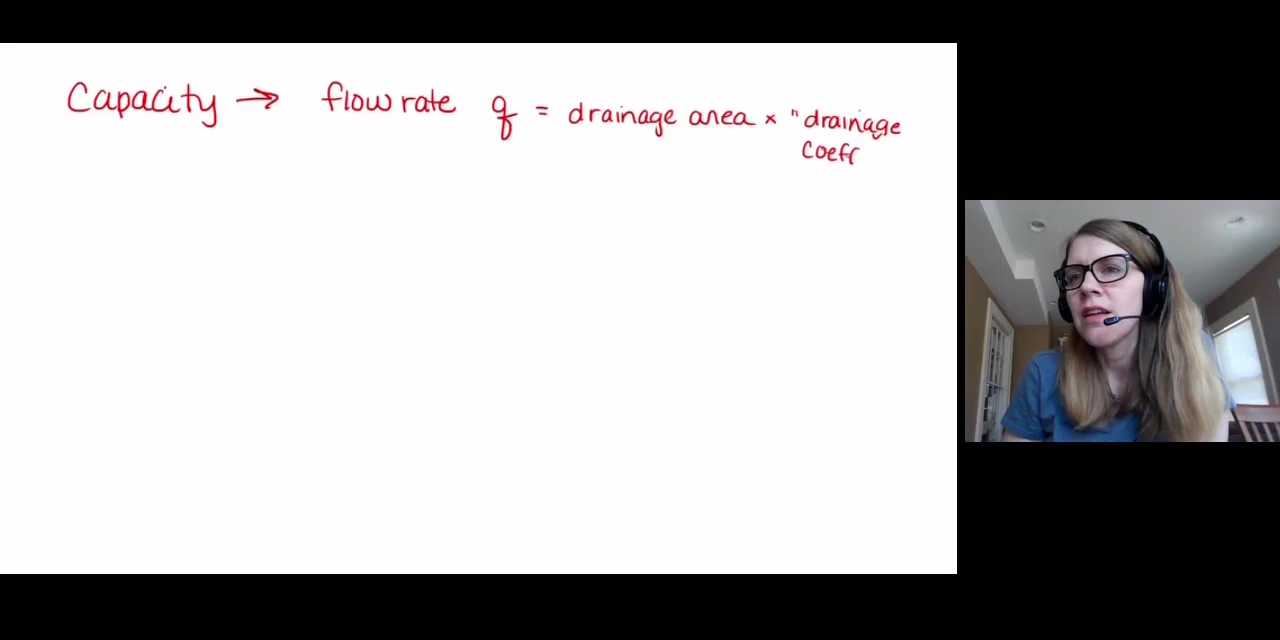 Capacity → flow rate q = drainage area × "drainage
coeff